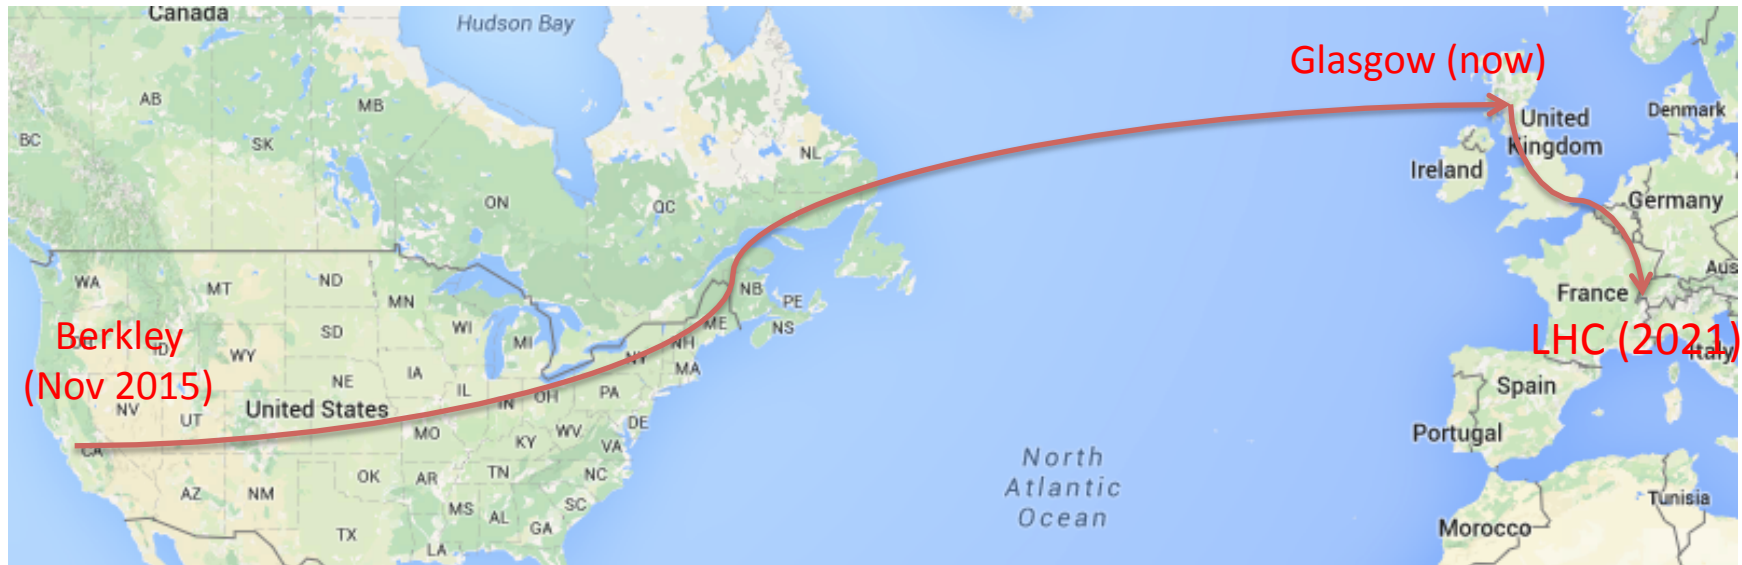 Canada
Hudson Bay
Glasgow (now)
AB
MB
Denmark
United
Kingdom
BC
SK
NL
Ireland
ON
QC
Germany
WA
MT
ND
MN
NB
PE
Aus
France
Berkley
(Nov 2015)
ID
SD
WI
MI
ME
NS
LHC (2021)
Italy
WY
NY
NH
MA
NE
IA
IL
IN
OH
PA
Spain
NV
UT
United States
MO
KY
WV
VA
DE
Portugal
CA
North
Atlantic
Ocean
AZ
NM
OK
AR
TN
NC
Tunisia
MS
AL
GA
SC
Morocco
TX
LA